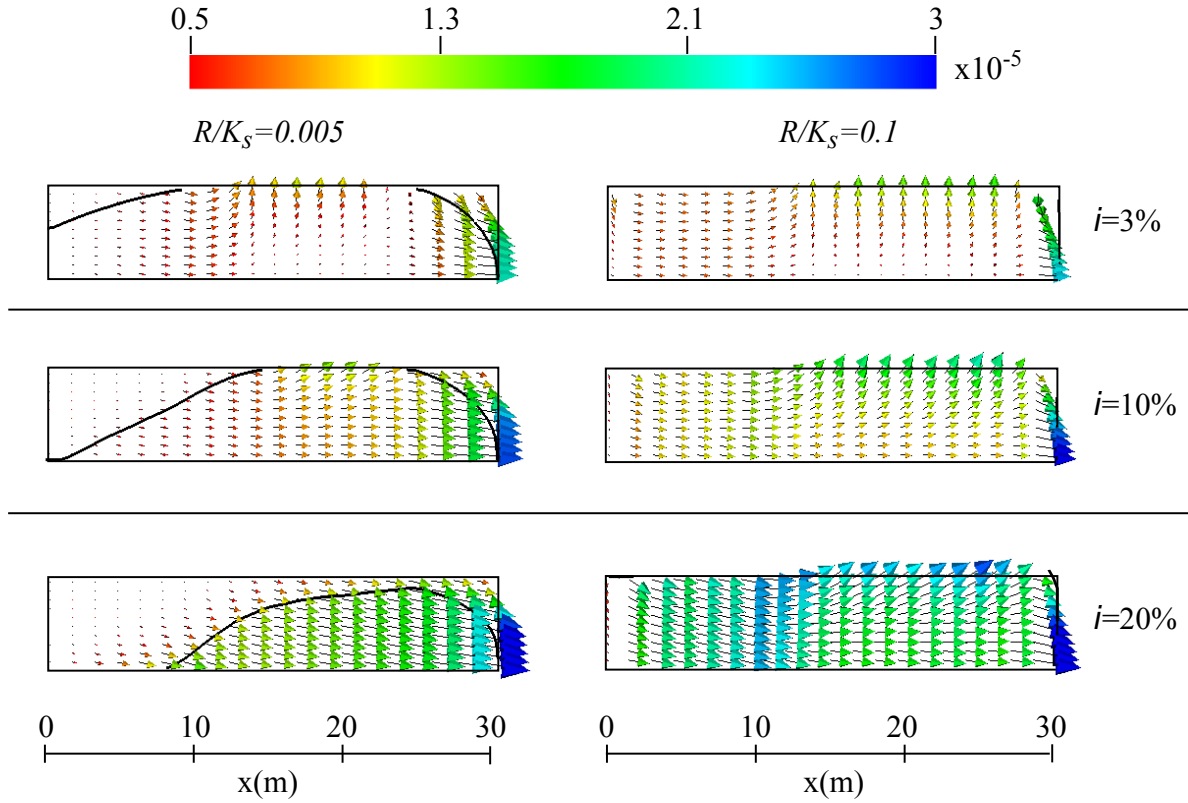 0.5 1.3 2.1 3
x10⁻⁵
R/Kₛ=0.005 R/Kₛ=0.1
i=3%
i=10%
i=20%
0 10 20 30 0 10 20 30
x(m) x(m)